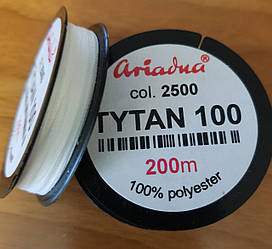 ariadna®
col. 2500
TYTAN 100
200m
100% polyester